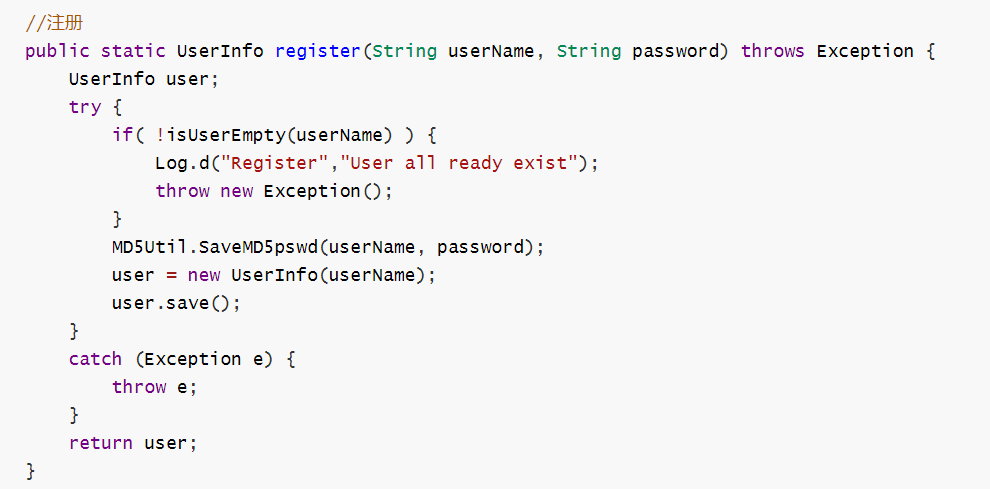 //注册
public static UserInfo register(String userName, String password) throws Exception {
    UserInfo user;
    try {
        if( !isUserEmpty(userName) ) {
            Log.d("Register","User all ready exist");
            throw new Exception();
        }
        MD5Util.SaveMD5pswd(userName, password);
        user = new UserInfo(userName);
        user.save();
    }
    catch (Exception e) {
        throw e;
    }
    return user;
}